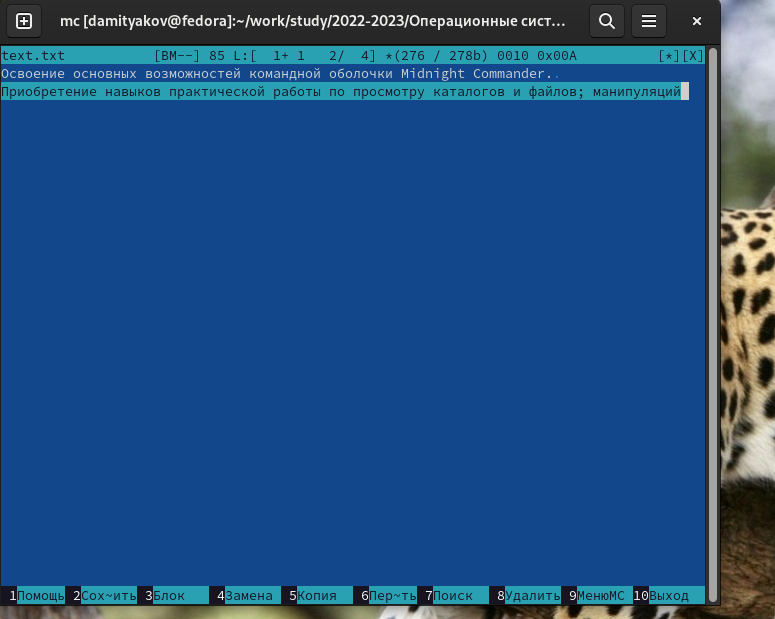 mc [damityakov@fedora]:~/work/study/2022-2023/Операционные сист…
text.txt [BM--] 85 L:[ 1+ 1 2/ 4] *(276 / 278b) 0010 0x00A [*][X]
Освоение основных возможностей командной оболочки Midnight Commander..
Приобретение навыков практической работы по просмотру каталогов и файлов; манипуляций
1Помощь 2Сох~ить 3Блок 4Замена 5Копия 6Пер~ть 7Поиск 8Удалить 9МенюMC 10Выход